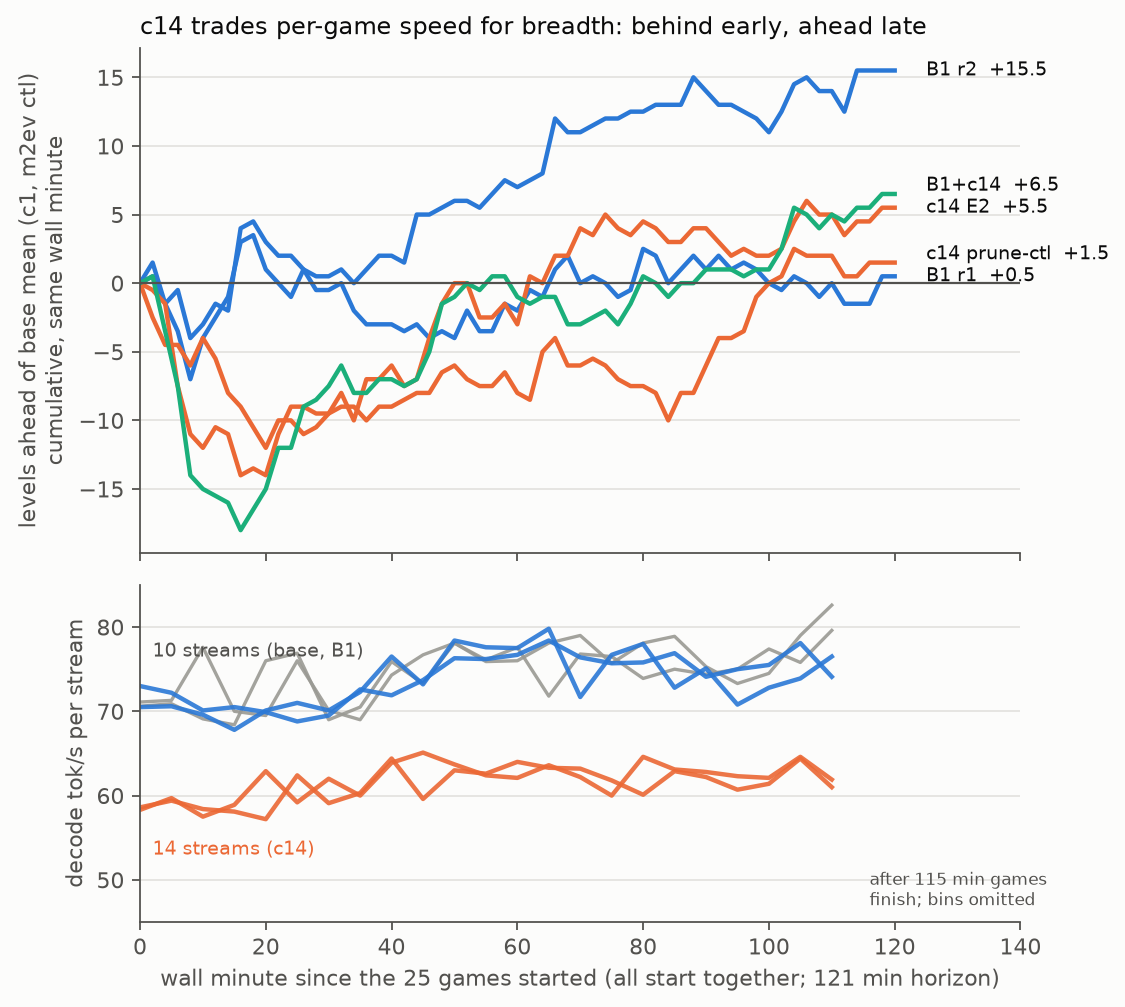 c14 trades per-game speed for breadth: behind early, ahead late
levels ahead of base mean (c1, m2ev ctl)
cumulative, same wall minute
15
10
5
0
−5
−10
−15
B1 r2 +15.5
B1+c14 +6.5
c14 E2 +5.5
c14 prune-ctl +1.5
B1 r1 +0.5
decode tok/s per stream
80
70
60
50
10 streams (base, B1)
14 streams (c14)
after 115 min games
finish; bins omitted
0 20 40 60 80 100 120 140
wall minute since the 25 games started (all start together; 121 min horizon)